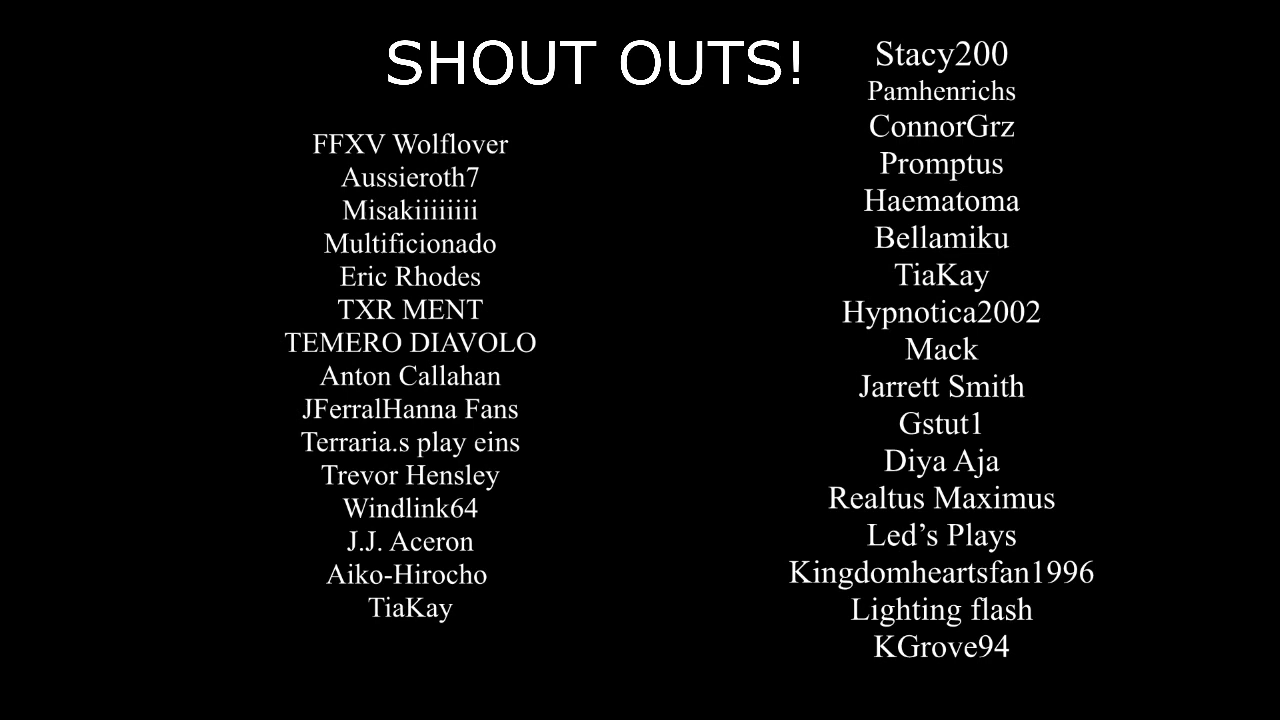 SHOUT OUTS!
FFXV Wolflover
Aussieroth7
Misakiiiiiiii
Multificionado
Eric Rhodes
TXR MENT
TEMERO DIAVOLO
Anton Callahan
JFerralHanna Fans
Terraria.s play eins
Trevor Hensley
Windlink64
J.J. Aceron
Aiko-Hirocho
TiaKay
Stacy200
Pamhenrichs
ConnorGrz
Promptus
Haematoma
Bellamiku
TiaKay
Hypnotica2002
Mack
Jarrett Smith
Gstut1
Diya Aja
Realtus Maximus
Led’s Plays
Kingdomheartsfan1996
Lighting flash
KGrove94